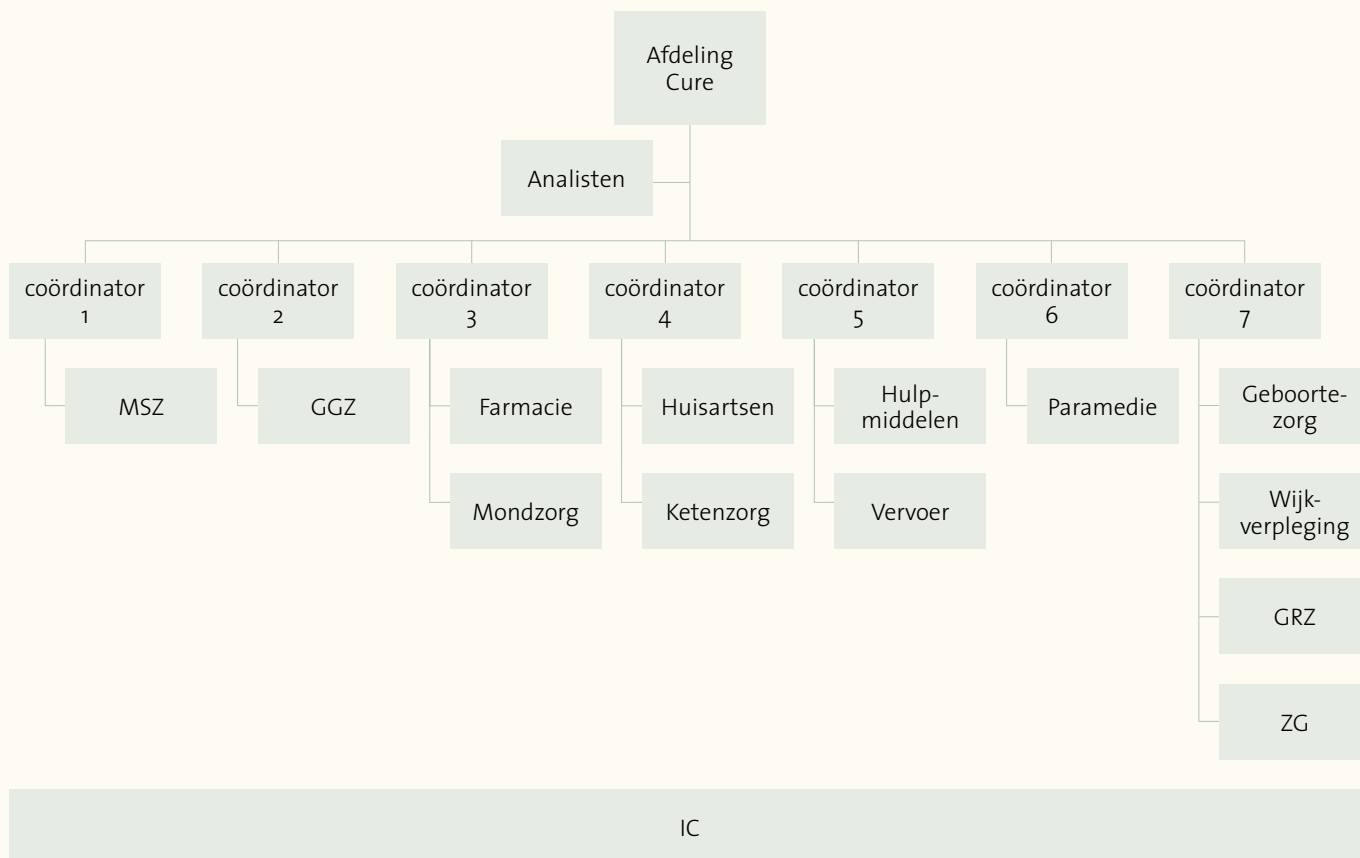 Afdeling
Cure
Analisten
coördinator
1
coördinator
2
coördinator
3
coördinator
4
coördinator
5
coördinator
6
coördinator
7
MSZ
GGZ
Farmacie
Huisartsen
Hulp-
middelen
Paramedie
Geboorte-
zorg
Mondzorg
Ketenzorg
Vervoer
Wijk-
verpleging
GRZ
ZG
IC